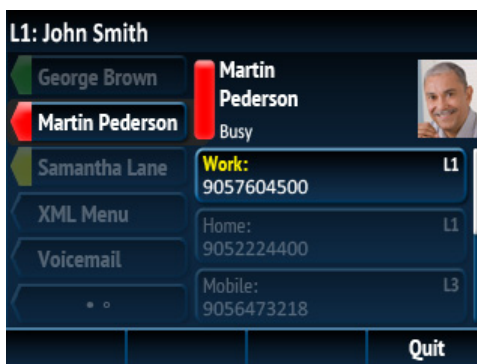 L1: John Smith
George Brown
Martin Pederson
Samantha Lane
XML Menu
Voicemail
Martin
Pederson
Busy
Work: L1
9057604500
Home: L1
9052224400
Mobile: L3
9056473218
Quit